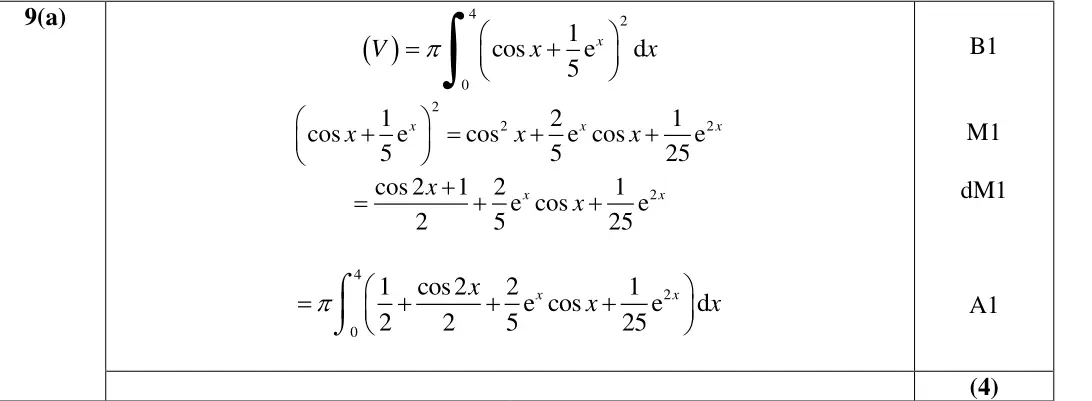 9(a)
(V) = π∫₀⁴ (cos x + 1/5 eˣ)² dx B1
(cos x + 1/5 eˣ)² = cos² x + 2/5 eˣ cos x + 1/25 e²ˣ M1
= (cos 2x + 1)/2 + 2/5 eˣ cos x + 1/25 e²ˣ dM1
= π∫₀⁴ (1/2 + cos 2x/2 + 2/5 eˣ cos x + 1/25 e²ˣ) dx A1
(4)